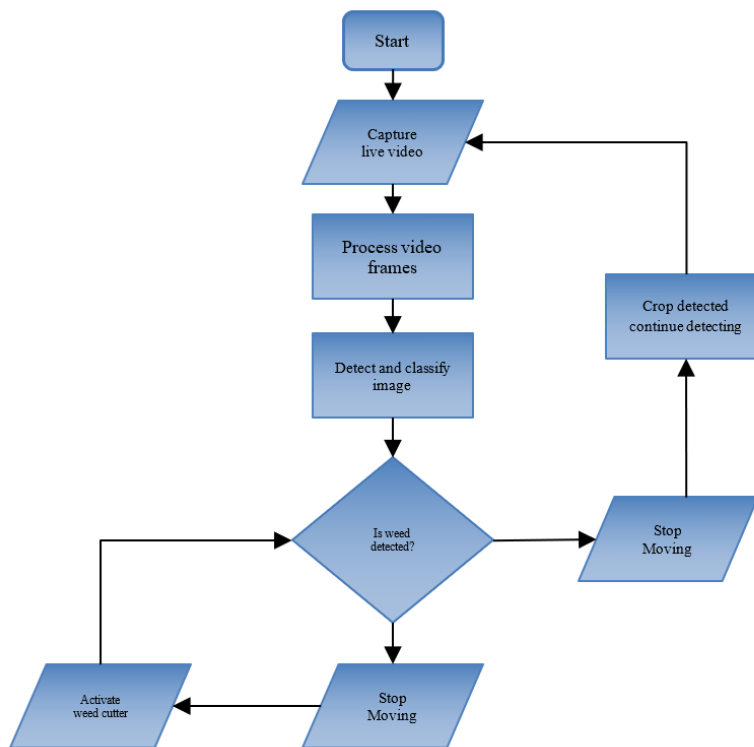 Start
Capture
live video
Process video
frames
Crop detected
continue detecting
Detect and classify
image
Is weed
detected?
Stop
Moving
Activate
weed cutter
Stop
Moving